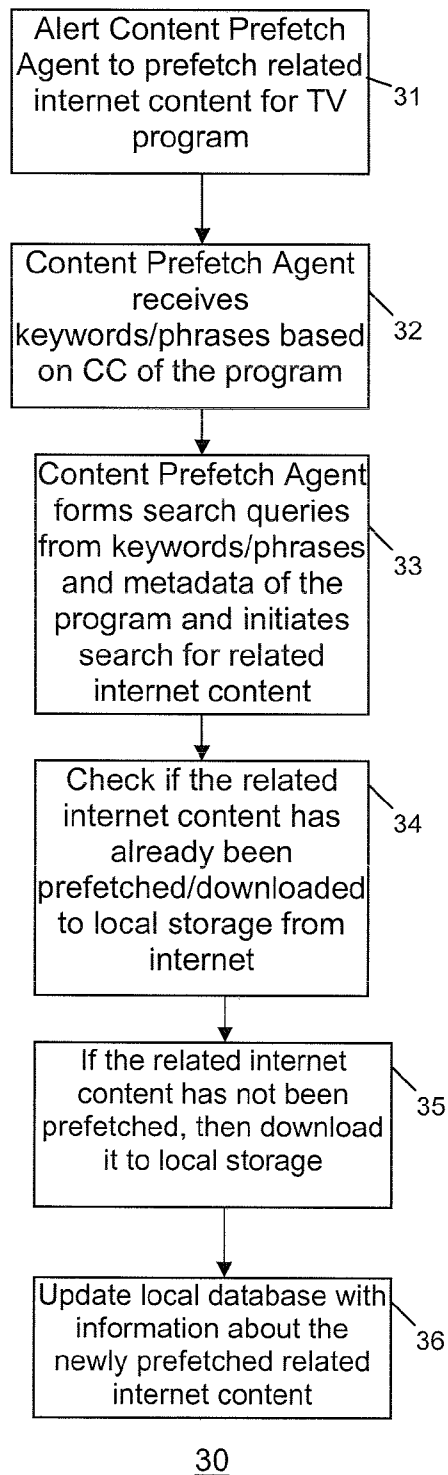 Alert Content Prefetch
Agent to prefetch related
internet content for TV
program
31
Content Prefetch Agent
receives
keywords/phrases based
on CC of the program
32
Content Prefetch Agent
forms search queries
from keywords/phrases
and metadata of the
program and initiates
search for related
internet content
33
Check if the related
internet content has
already been
prefetched/downloaded
to local storage from
internet
34
If the related internet
content has not been
prefetched, then download
it to local storage
35
Update local database with
information about the
newly prefetched related
internet content
36
30